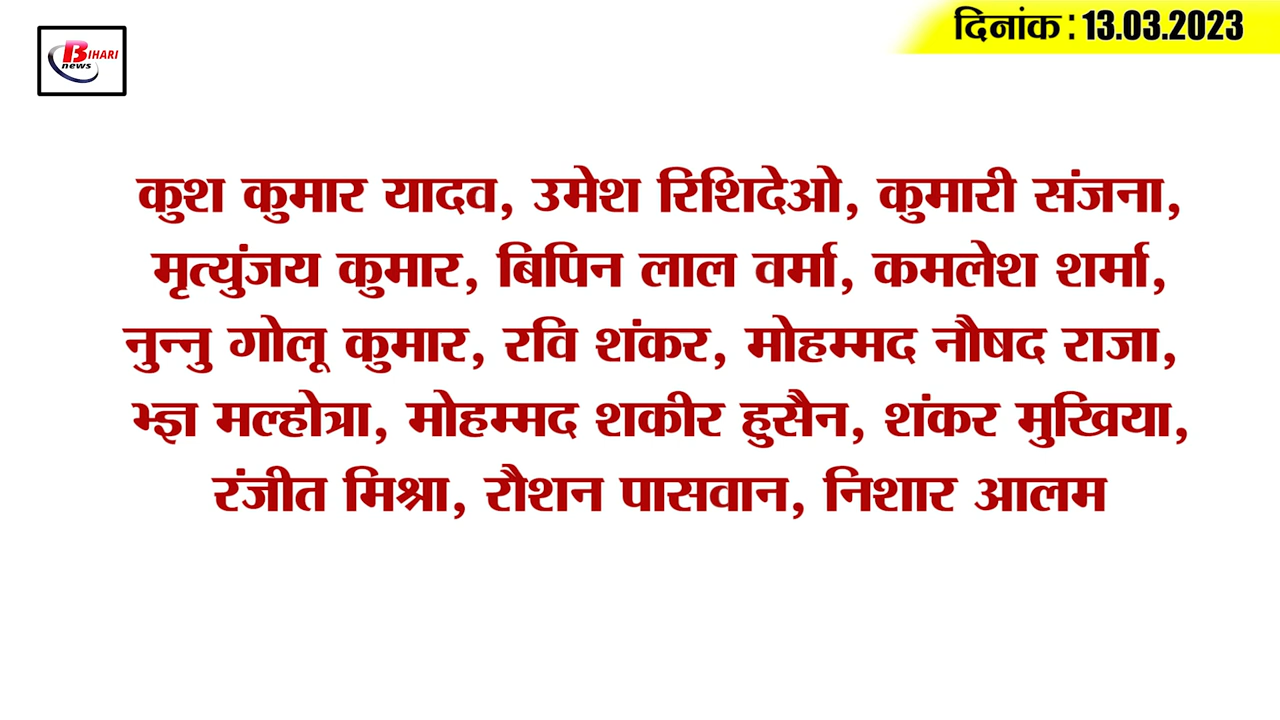 BIHARI
news
दिनांक : 13.03.2023
कुश कुमार यादव, उमेश रिशिदेओ, कुमारी संजना,
मृत्युंजय कुमार, बिपिन लाल वर्मा, कमलेश शर्मा,
नुन्नु गोलू कुमार, रवि शंकर, मोहम्मद नौषद राजा,
भ्ज्ञ मल्होत्रा, मोहम्मद शकीर हुसैन, शंकर मुखिया,
रंजीत मिश्रा, रौशन पासवान, निशार आलम